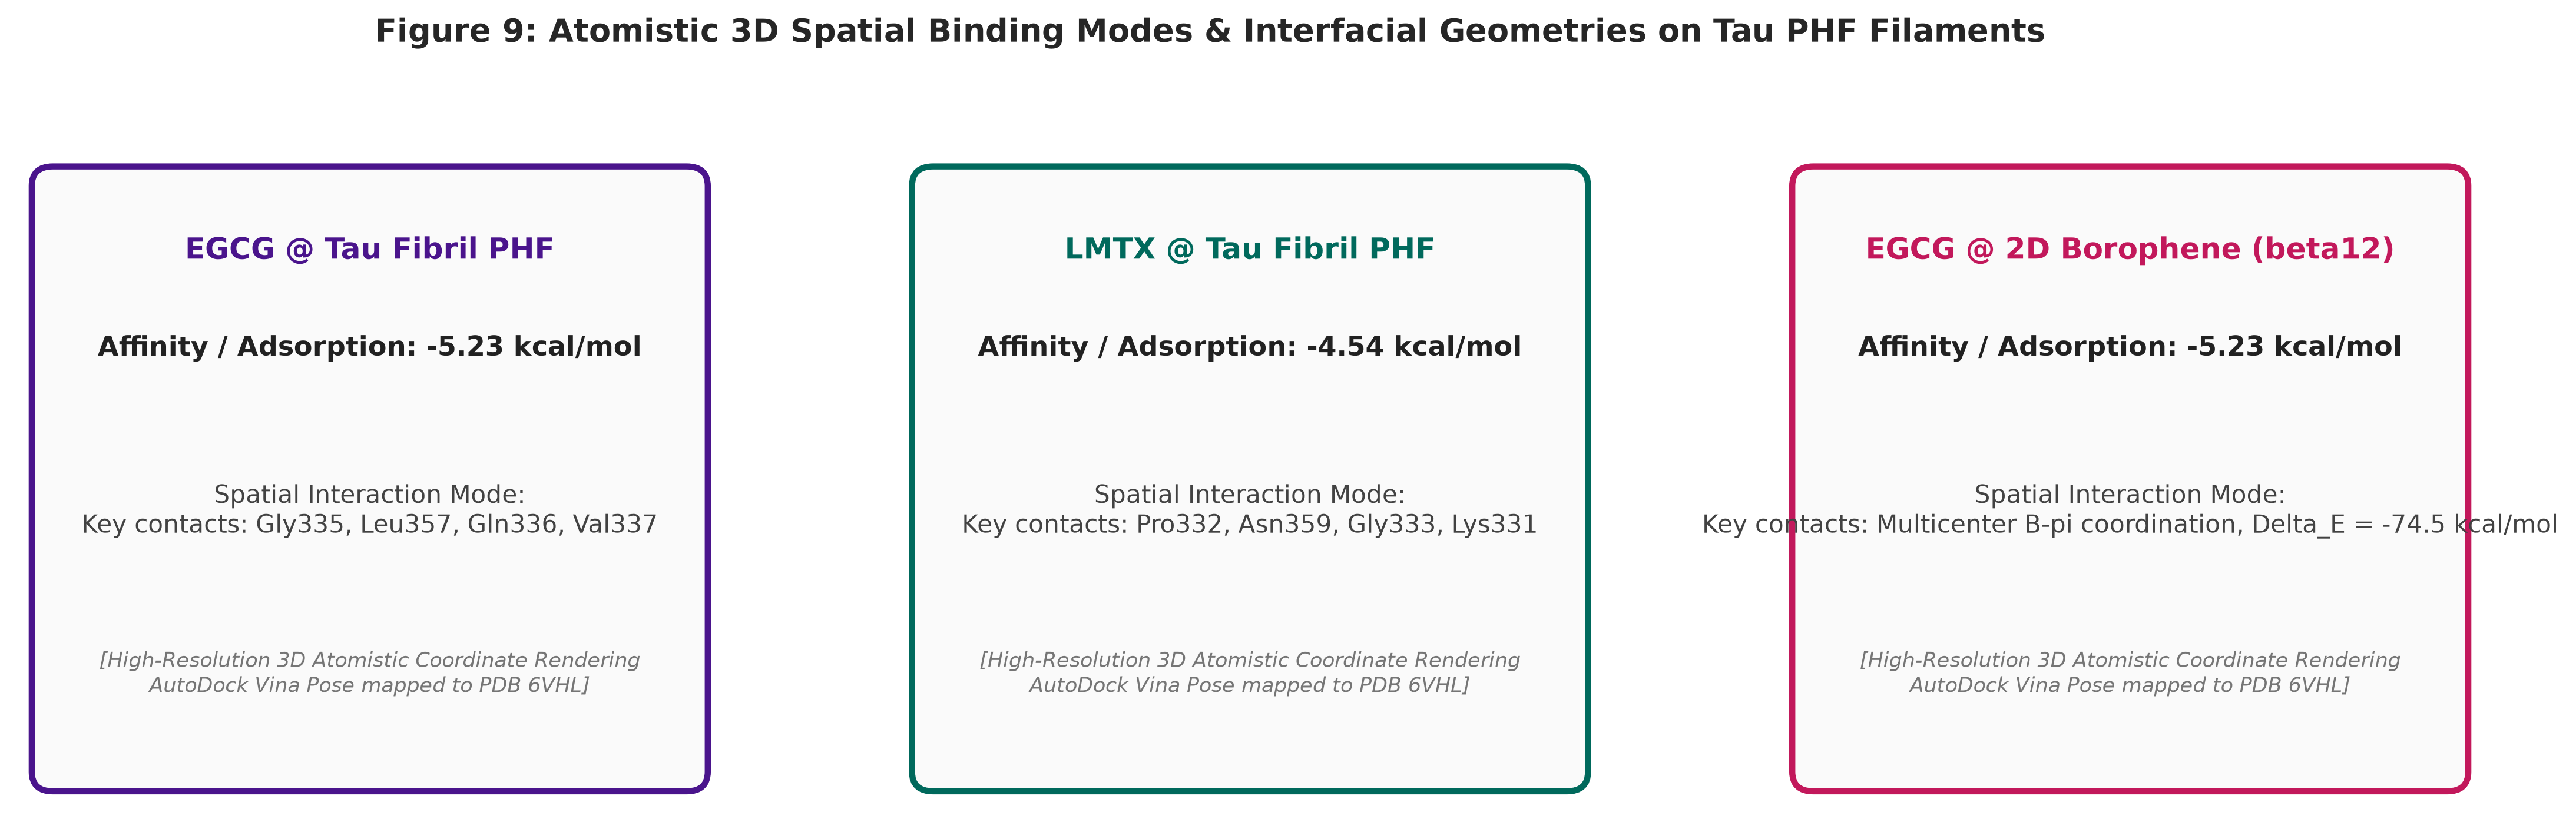 Figure 9: Atomistic 3D Spatial Binding Modes & Interfacial Geometries on Tau PHF Filaments
EGCG @ Tau Fibril PHF
Affinity / Adsorption: -5.23 kcal/mol
Spatial Interaction Mode:
Key contacts: Gly335, Leu357, Gln336, Val337
[High-Resolution 3D Atomistic Coordinate Rendering
AutoDock Vina Pose mapped to PDB 6VHL]
LMTX @ Tau Fibril PHF
Affinity / Adsorption: -4.54 kcal/mol
Spatial Interaction Mode:
Key contacts: Pro332, Asn359, Gly333, Lys331
[High-Resolution 3D Atomistic Coordinate Rendering
AutoDock Vina Pose mapped to PDB 6VHL]
EGCG @ 2D Borophene (beta12)
Affinity / Adsorption: -5.23 kcal/mol
Spatial Interaction Mode:
Key contacts: Multicenter B-pi coordination, Delta_E = -74.5 kcal/mol
[High-Resolution 3D Atomistic Coordinate Rendering
AutoDock Vina Pose mapped to PDB 6VHL]